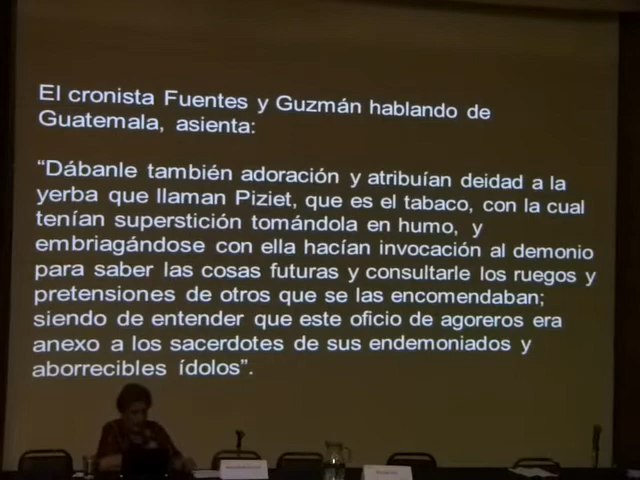 El cronista Fuentes y Guzmán hablando de
Guatemala, asienta:
“Dábanle también adoración y atribuían deidad a la
yerba que llaman Piziet, que es el tabaco, con la cual
tenían superstición tomándola en humo, y
embriagándose con ella hacían invocación al demonio
para saber las cosas futuras y consultarle los ruegos y
pretensiones de otros que se las encomendaban;
siendo de entender que este oficio de agoreros era
anexo a los sacerdotes de sus endemoniados y
aborrecibles ídolos”.